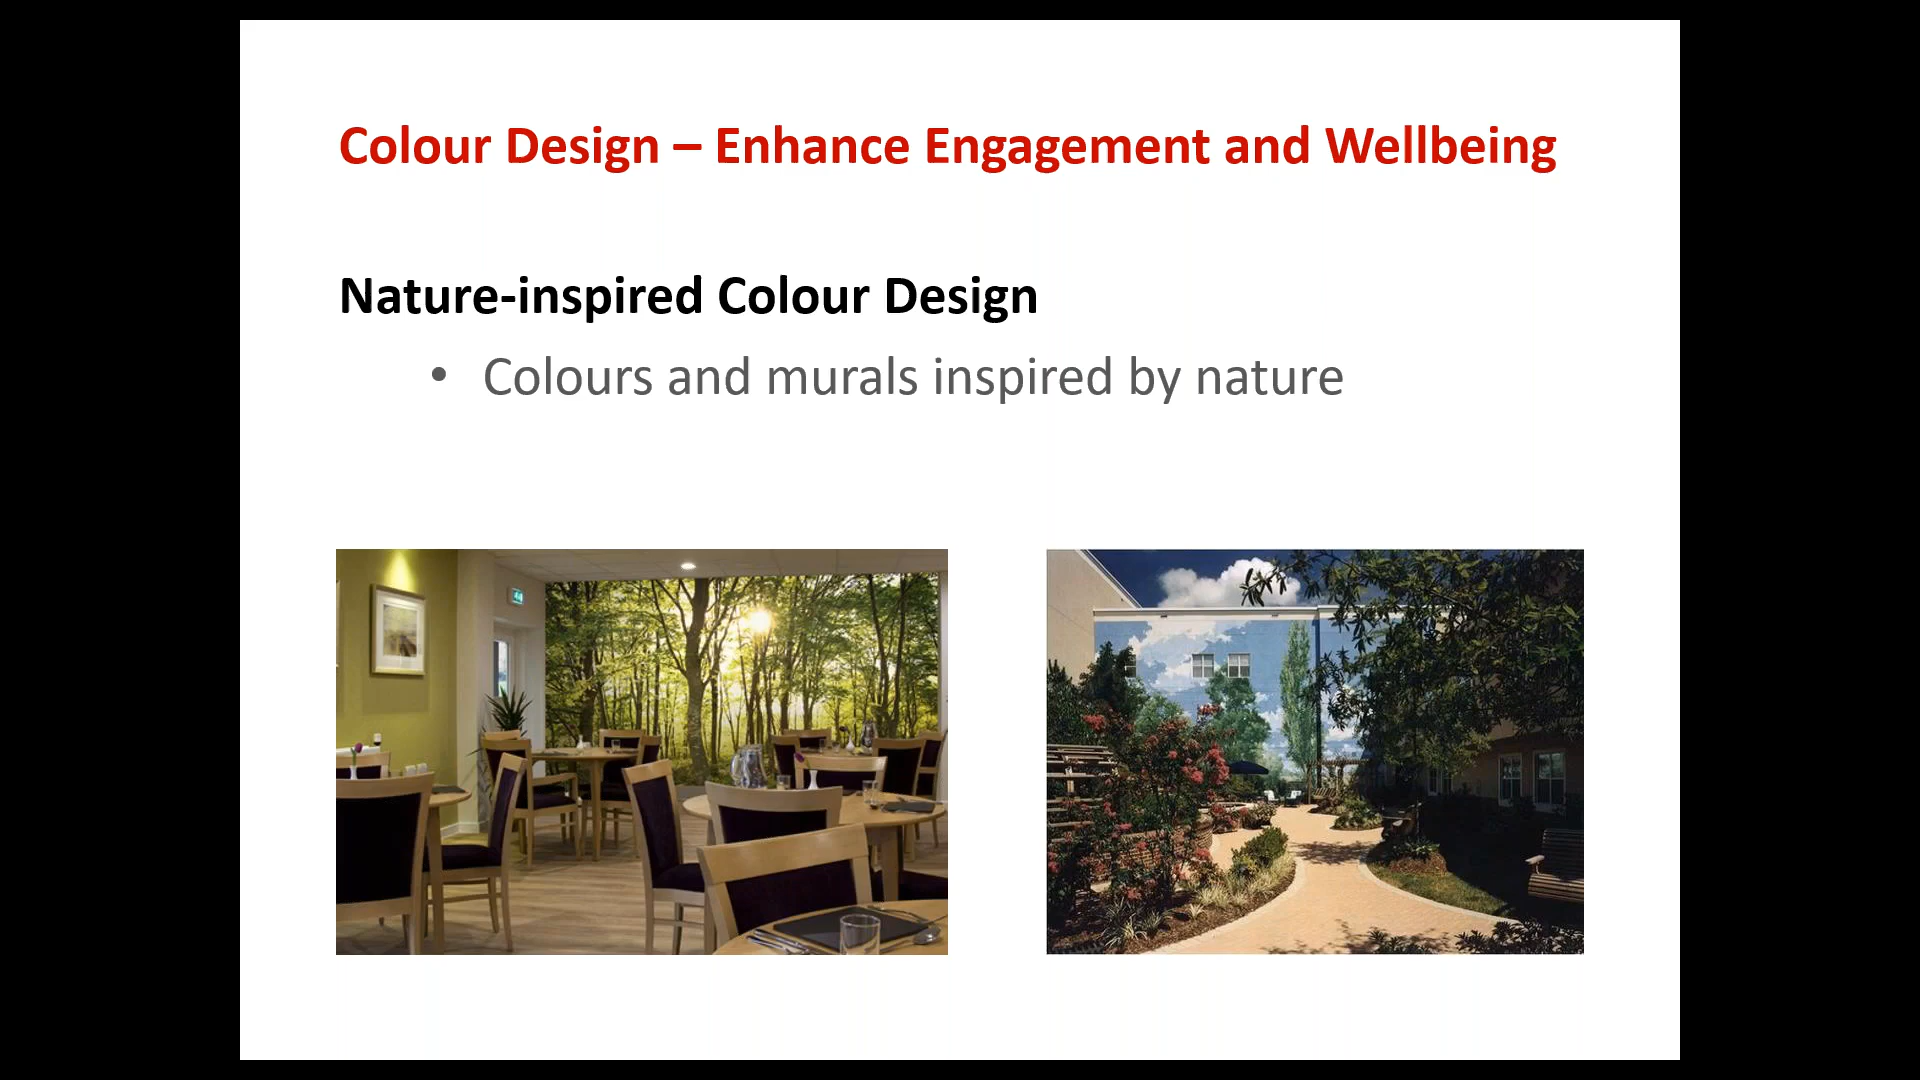 Colour Design – Enhance Engagement and Wellbeing
Nature-inspired Colour Design
• Colours and murals inspired by nature